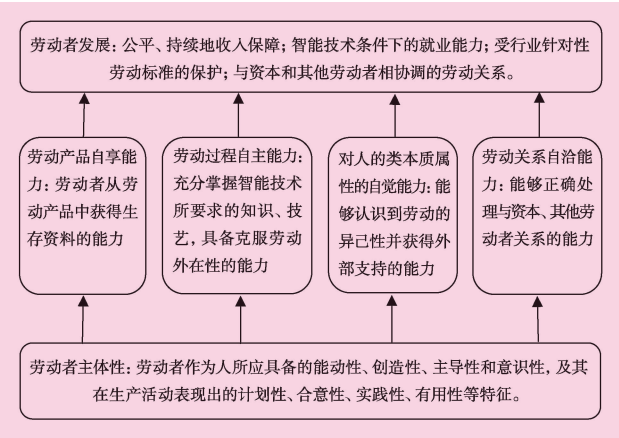 劳动者发展：公平、持续地收入保障；智能技术条件下的就业能力；受行业针对性
劳动标准的保护；与资本和其他劳动者相协调的劳动关系。
劳动产品自享能
力：劳动者从劳
动产品中获得生
存资料的能力
劳动过程自主能力：
充分掌握智能技术
所要求的知识、技
艺，具备克服劳动
外在性的能力
对人的类本质属
性的自觉能力：能
够认识到劳动的
异己性并获得外
部支持的能力
劳动关系自洽能
力：能够正确处
理与资本、其他劳
动者关系的能力
劳动者主体性：劳动者作为人所应具备的能动性、创造性、主导性和意识性，及其
在生产活动表现出的计划性、合意性、实践性、有用性等特征。